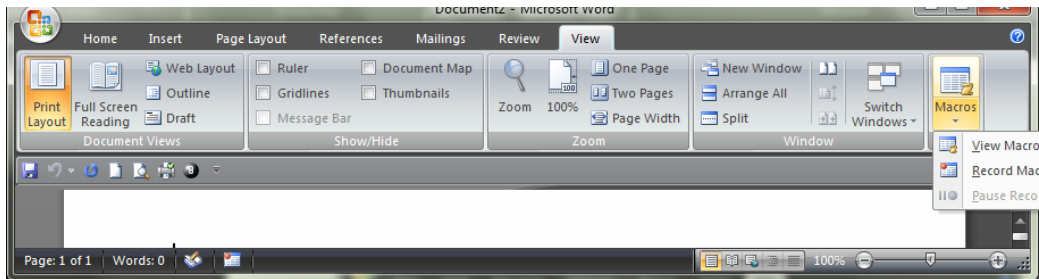 Document2 - Microsoft Word
Home Insert Page Layout References Mailings Review View
Print Layout
Full Screen Reading
Web Layout
Outline
Draft
Document Views
Ruler
Gridlines
Message Bar
Document Map
Thumbnails
Show/Hide
Zoom
100
100%
One Page
Two Pages
Page Width
Zoom
New Window
Arrange All
Split
Switch Windows
Window
Macros
View Macro
Record Mac
Pause Reco
Page: 1 of 1 Words: 0 100%